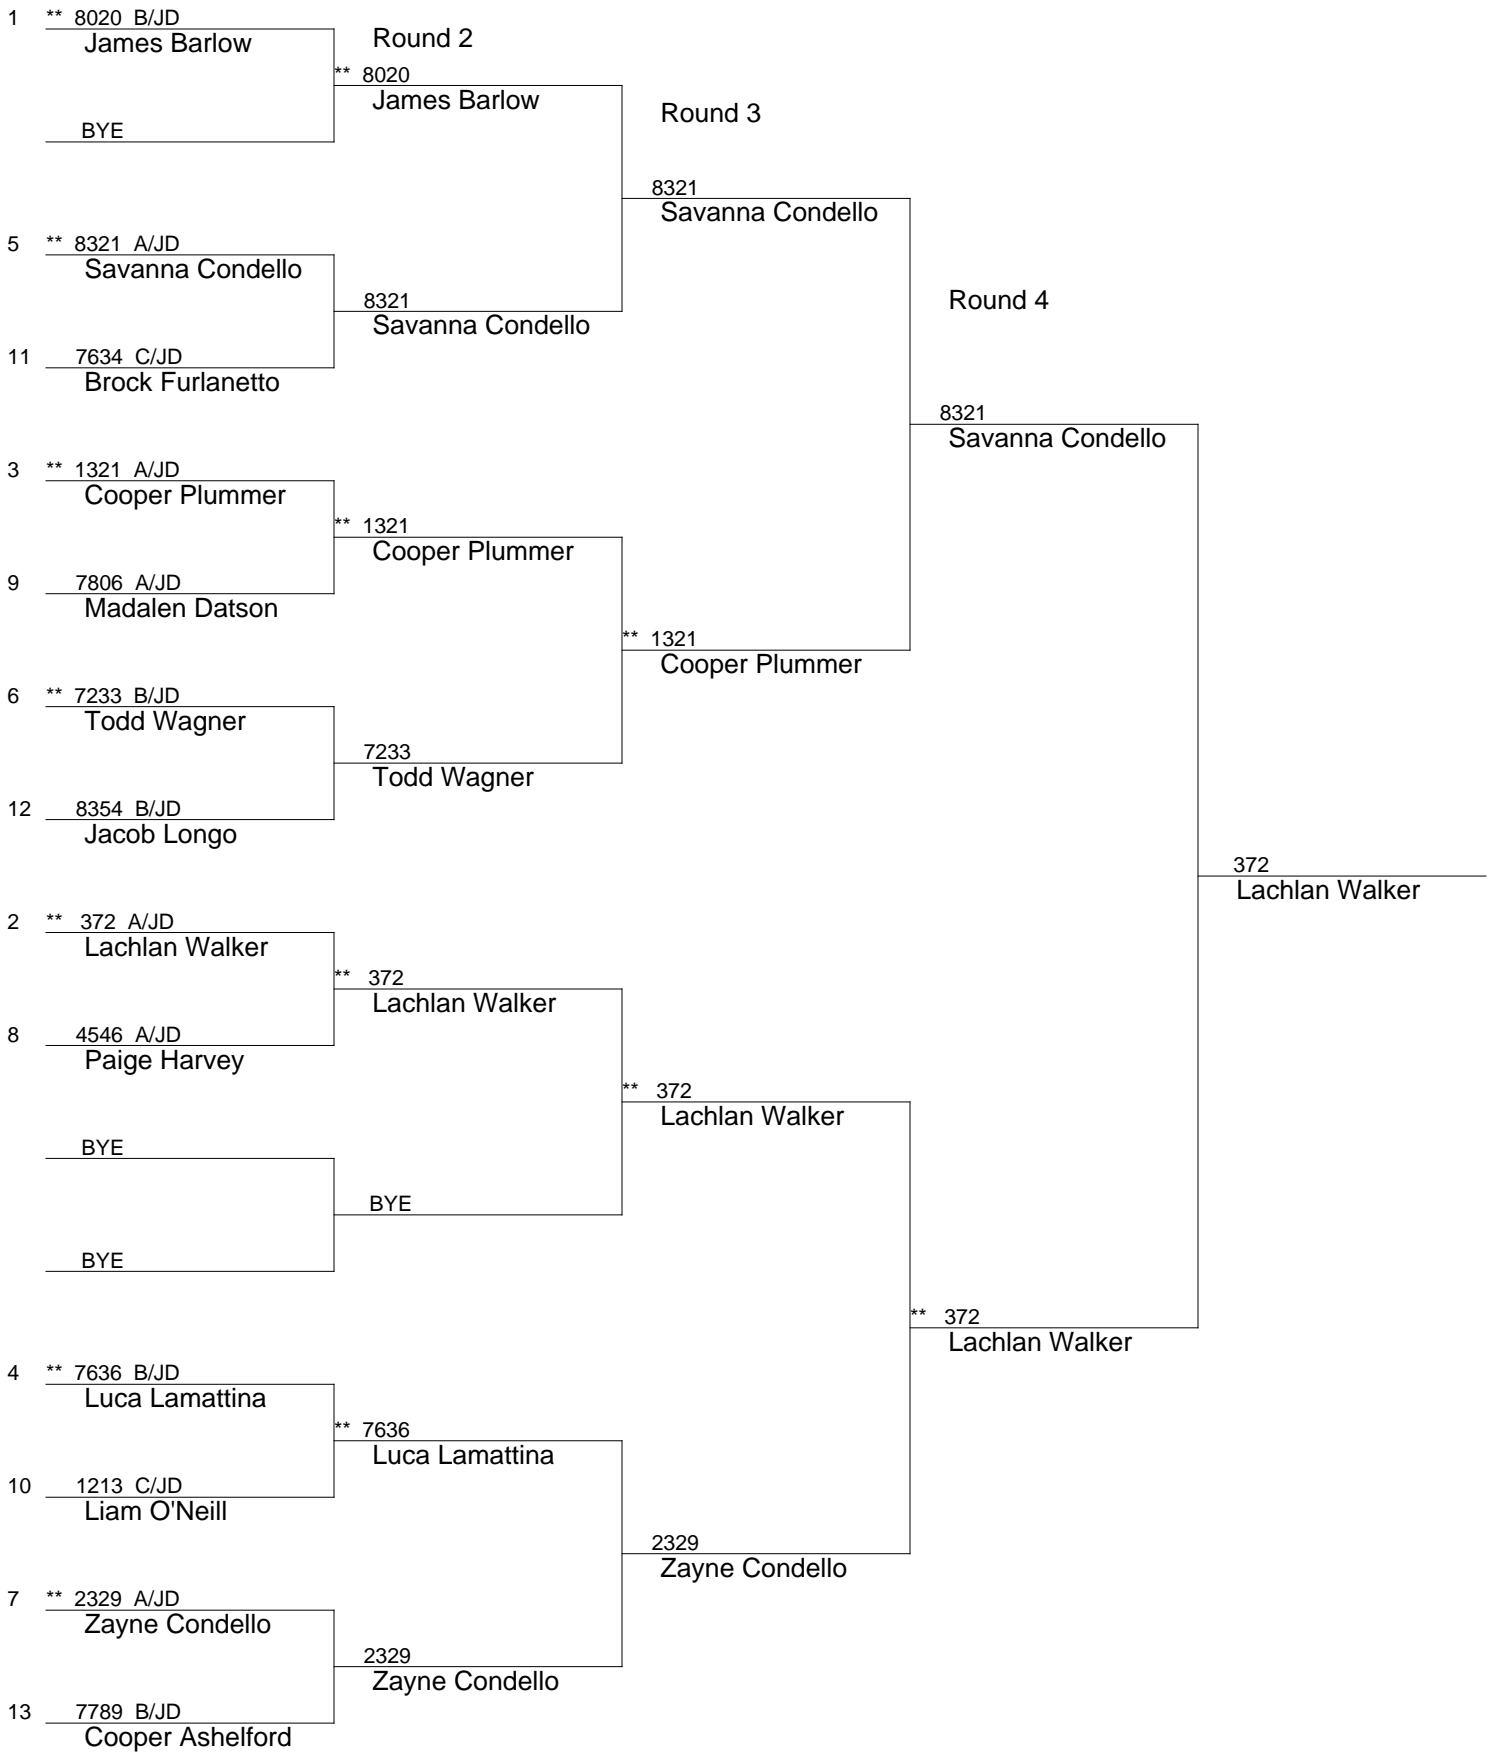 1 ** 8020 B/JD
James Barlow
BYE
5 ** 8321 A/JD
Savanna Condello
11 7634 C/JD
Brock Furlanetto
3 ** 1321 A/JD
Cooper Plummer
9 7806 A/JD
Madalen Datson
6 ** 7233 B/JD
Todd Wagner
12 8354 B/JD
Jacob Longo
2 ** 372 A/JD
Lachlan Walker
8 4546 A/JD
Paige Harvey
BYE
BYE
4 ** 7636 B/JD
Luca Lamattina
10 1213 C/JD
Liam O'Neill
7 ** 2329 A/JD
Zayne Condello
13 7789 B/JD
Cooper Ashelford
Round 2
** 8020
James Barlow
8321
Savanna Condello
** 1321
Cooper Plummer
7233
Todd Wagner
** 372
Lachlan Walker
BYE
** 7636
Luca Lamattina
2329
Zayne Condello
Round 3
8321
Savanna Condello
** 1321
Cooper Plummer
** 372
Lachlan Walker
2329
Zayne Condello
Round 4
8321
Savanna Condello
** 372
Lachlan Walker
372
Lachlan Walker